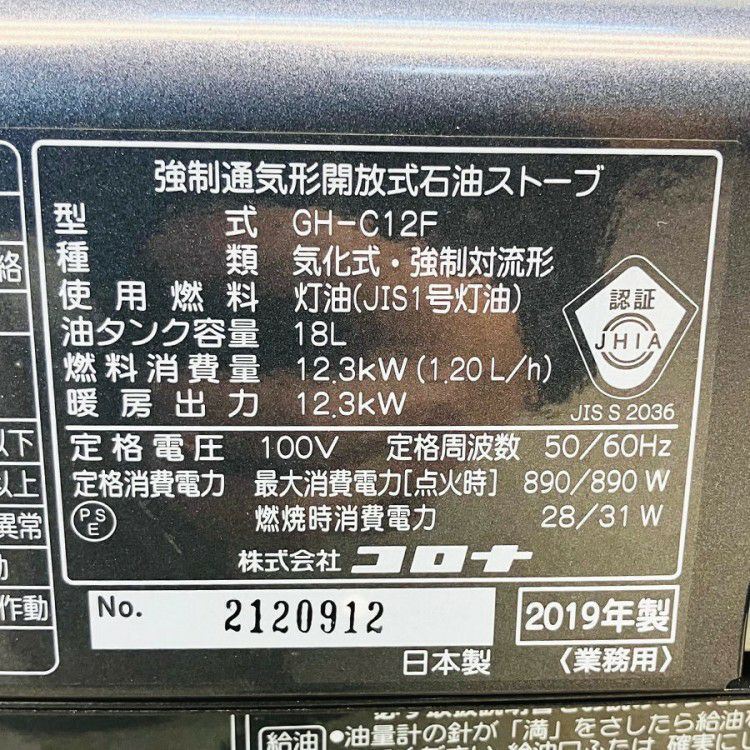 強制通気形開放式石油ストーブ
型 式 GH-C12F
種 類 気化式・強制対流形
使用燃料 灯油(JIS1号灯油)
油タンク容量 18L
燃料消費量 12.3kW(1.20L/h)
暖房出力 12.3kW
認証
JHIA
JIS S 2036
定格電圧 100V 定格周波数 50/60Hz
定格消費電力 最大消費電力[点火時] 890/890W
燃焼時消費電力 28/31W
PSE
株式会社 コロナ
No. 2120912
2019年製
日本製 〈業務用〉
絡
以下
以上
異常
動
作動
給油 ●油量計の針が「満」をさしたら給油